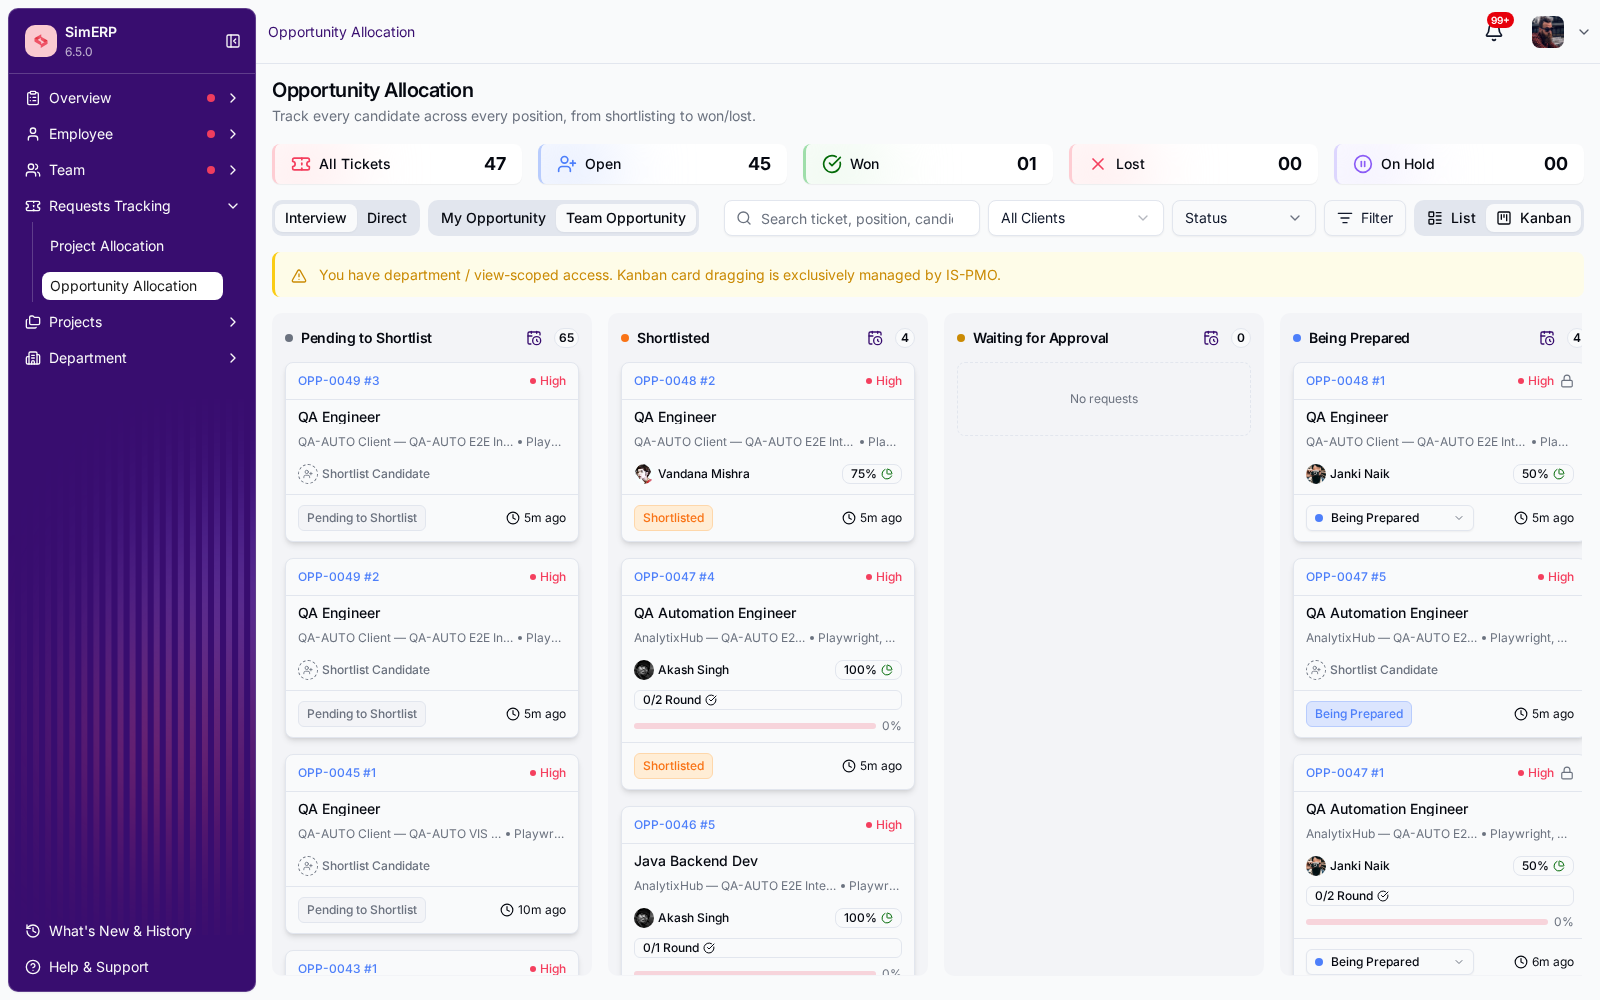 SimERP
6.5.0
Overview
Employee
Team
Requests Tracking
Project Allocation
Opportunity Allocation
Projects
Department
What's New & History
Help & Support
Opportunity Allocation
99+
Opportunity Allocation
Track every candidate across every position, from shortlisting to won/lost.
All Tickets 47
Open 45
Won 01
Lost 00
On Hold 00
Interview Direct
My Opportunity Team Opportunity
Search ticket, position, candi
All Clients
Status
Filter
List Kanban
You have department / view-scoped access. Kanban card dragging is exclusively managed by IS-PMO.
Pending to Shortlist 65
OPP-0049 #3 High
QA Engineer
QA-AUTO Client — QA-AUTO E2E In... • Play...
Shortlist Candidate
Pending to Shortlist 5m ago
OPP-0049 #2 High
QA Engineer
QA-AUTO Client — QA-AUTO E2E In... • Play...
Shortlist Candidate
Pending to Shortlist 5m ago
OPP-0045 #1 High
QA Engineer
QA-AUTO Client — QA-AUTO VIS ... • Playwr...
Shortlist Candidate
Pending to Shortlist 10m ago
OPP-0043 #1 High
Shortlisted 4
OPP-0048 #2 High
QA Engineer
QA-AUTO Client — QA-AUTO E2E Int... • Pla...
Vandana Mishra 75%
Shortlisted 5m ago
OPP-0047 #4 High
QA Automation Engineer
AnalytixHub — QA-AUTO E2... • Playwright, ...
Akash Singh 100%
0/2 Round
0%
Shortlisted 5m ago
OPP-0046 #5 High
Java Backend Dev
AnalytixHub — QA-AUTO E2E Inte... • Playwr...
Akash Singh 100%
0/1 Round
0%
Waiting for Approval 0
No requests
Being Prepared 4
OPP-0048 #1 High
QA Engineer
QA-AUTO Client — QA-AUTO E2E Int... • Pla...
Janki Naik 50%
Being Prepared 5m ago
OPP-0047 #5 High
QA Automation Engineer
AnalytixHub — QA-AUTO E2... • Playwright, ...
Shortlist Candidate
Being Prepared 5m ago
OPP-0047 #1 High
QA Automation Engineer
AnalytixHub — QA-AUTO E2... • Playwright, ...
Janki Naik 50%
0/2 Round
0%
Being Prepared 6m ago